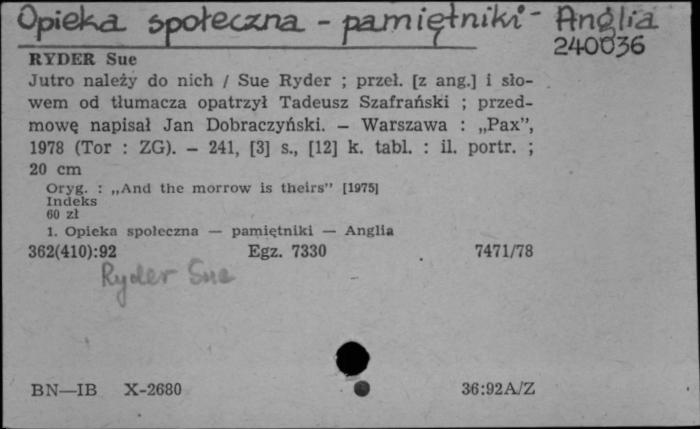 Opieka społeczna - pamiętniki - Anglia
240036
RYDER Sue
Jutro należy do nich / Sue Ryder ; przeł. [z ang.] i sło-
wem od tłumacza opatrzył Tadeusz Szafrański ; przed-
mowę napisał Jan Dobraczyński. — Warszawa : „Pax”,
1978 (Tor : ZG). — 241, [3] s., [12] k. tabl. : il. portr. ;
20 cm
Oryg. : „And the morrow is theirs” [1975]
Indeks
60 zł
1. Opieka społeczna — pamiętniki — Anglia
362(410):92 Egz. 7330 7471/78
Ryder Sue
BN—IB X-2680 36:92A/Z